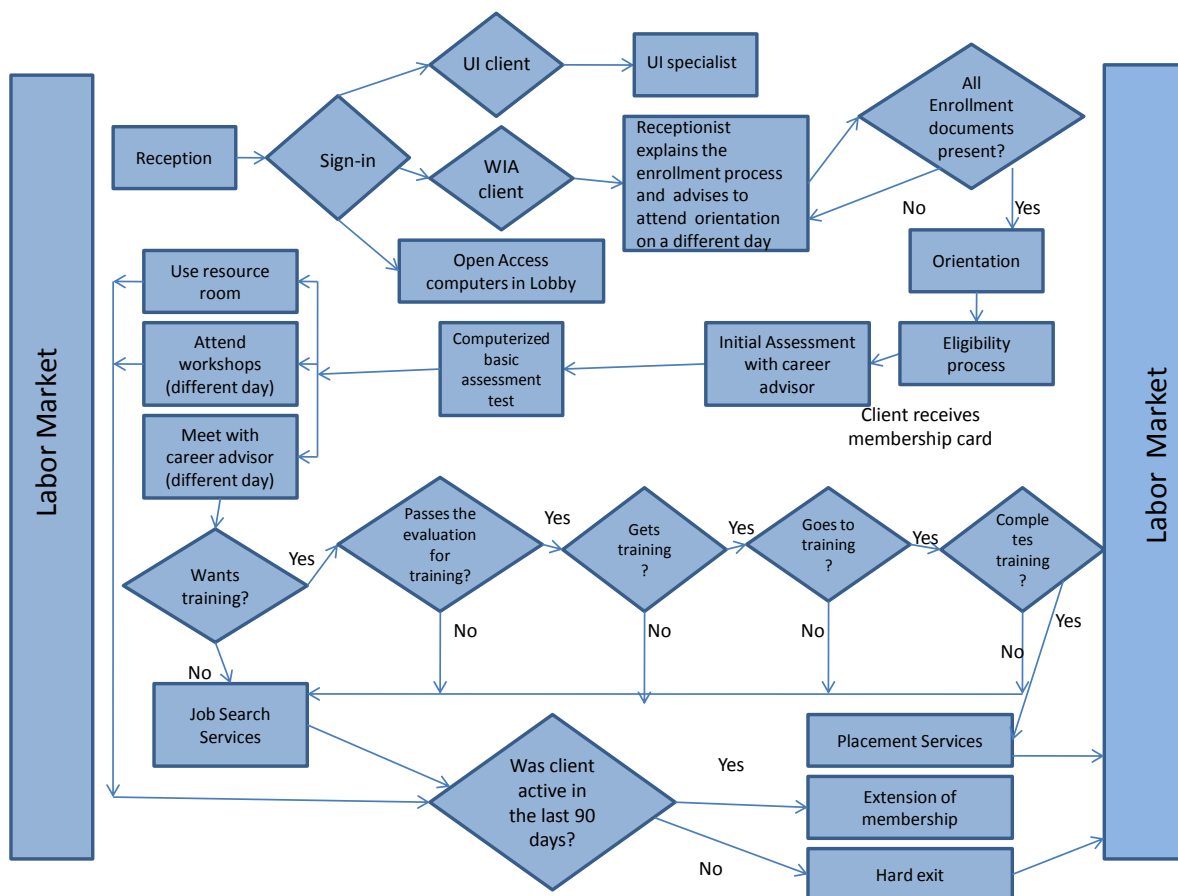 Labor Market
Reception
Sign-in
UI client
UI specialist
WIA
client
Open Access
computers in Lobby
Receptionist
explains the
enrollment process
and advises to
attend orientation
on a different day
All
Enrollment
documents
present?
No
Yes
Orientation
Eligibility
process
Initial Assessment
with career
advisor
Client receives
membership card
Computerized
basic
assessment
test
Use resource
room
Attend
workshops
(different day)
Meet with
career advisor
(different day)
Wants
training?
Yes
No
Passes the
evaluation
for
training?
Yes
No
Gets
training
?
Yes
No
Goes to
training
?
Yes
No
Comple
tes
training
?
Yes
No
Job Search
Services
Was client
active in
the last 90
days?
Yes
No
Placement Services
Extension of
membership
Hard exit
Labor Market